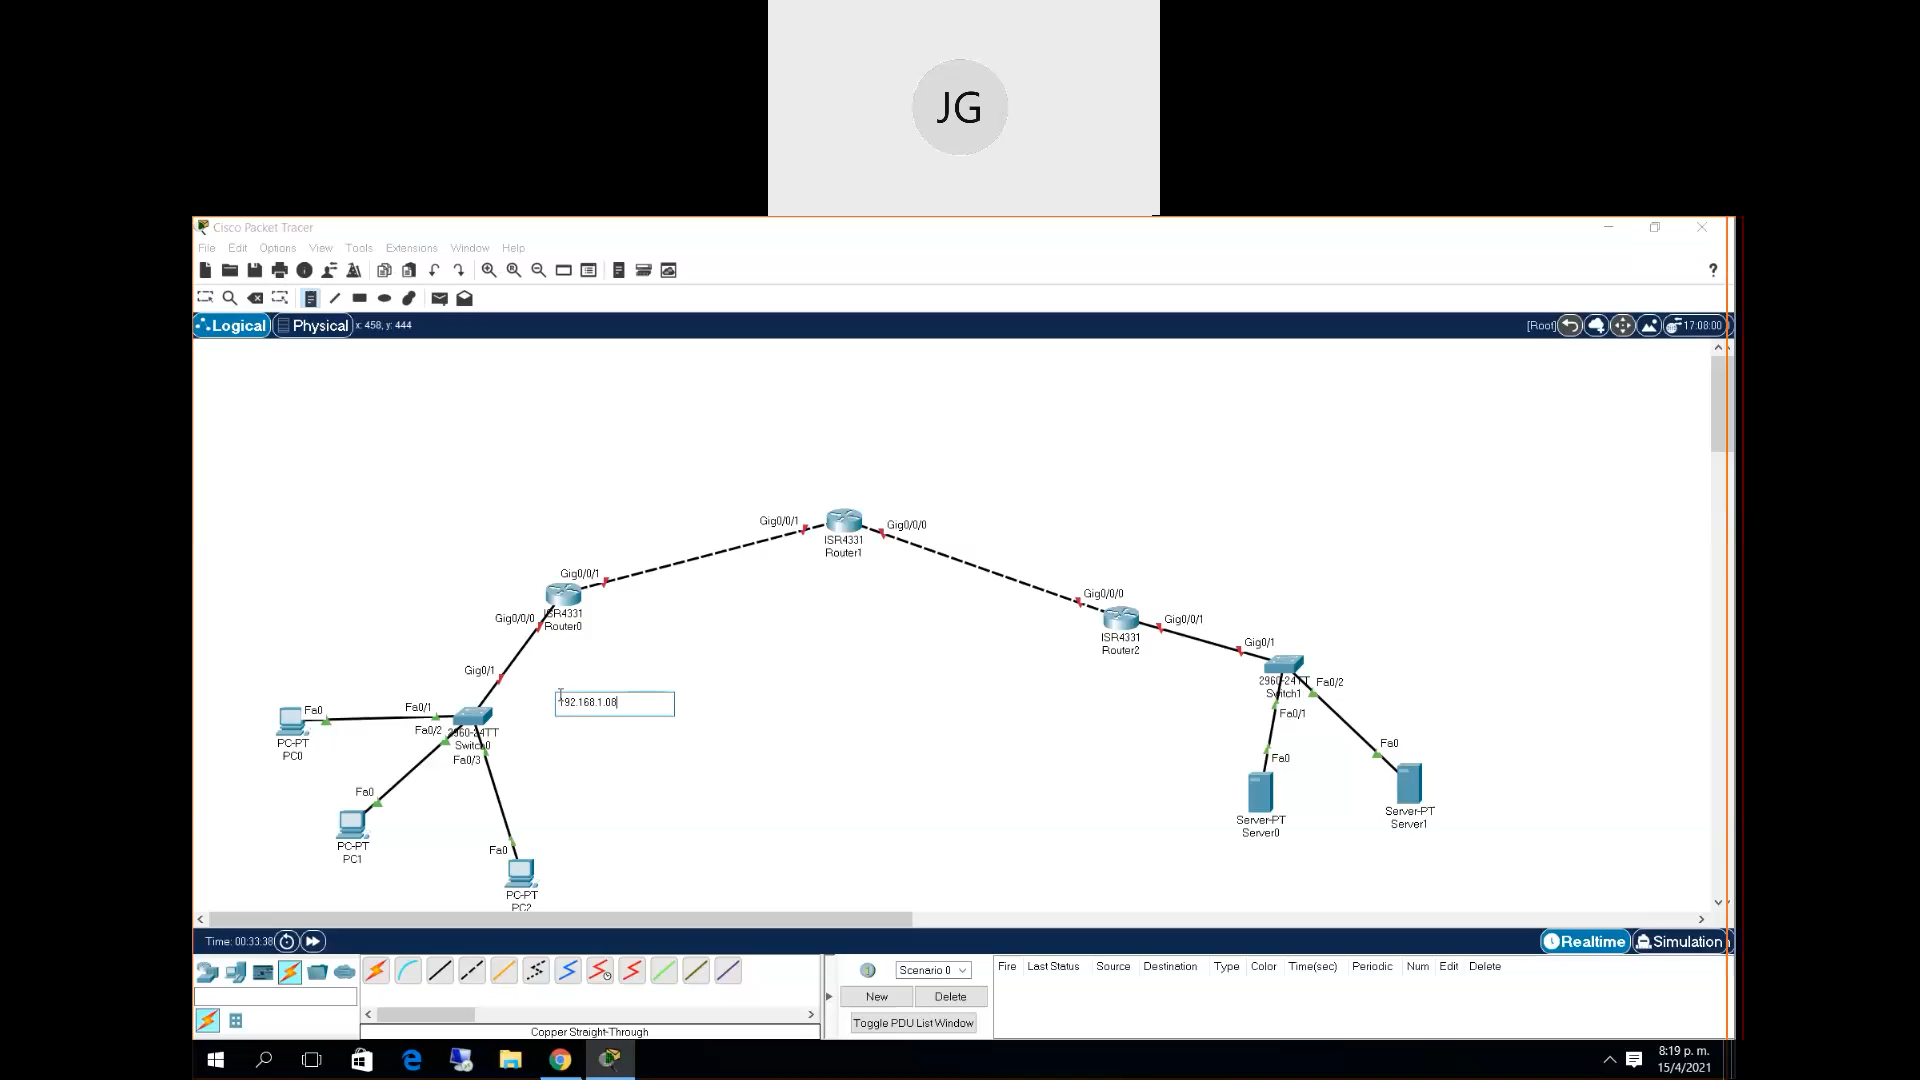 JG
Cisco Packet Tracer
File Edit Options View Tools Extensions Window Help
?
Logical Physical x: 458, y: 444 [Root] 17:08:00
Gig0/0/1 Gig0/0/0
ISR4331
Router1
Gig0/0/1
ISR4331
Router0
Gig0/0/0
Gig0/0/0
Gig0/0/1
ISR4331
Router2
Gig0/1
Gig0/1
2960-24TT
Switch1
Fa0/2
Fa0/1
192.168.1.08
Fa0
Fa0/1
Fa0/2
2960-24TT
Switch0
Fa0/3
PC-PT
PC0
Fa0
Fa0
Fa0
PC-PT
PC1
Fa0
PC-PT
PC2
Server-PT
Server0
Server-PT
Server1
Time: 00:33:38 Realtime Simulation
Scenario 0
Fire Last Status Source Destination Type Color Time(sec) Periodic Num Edit Delete
New Delete
Toggle PDU List Window
Copper Straight-Through
8:19 p. m.
15/4/2021